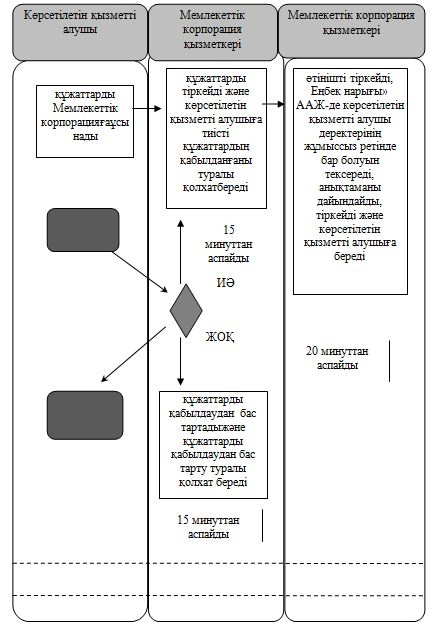 Көрсетілетін қызметті
алушы
Мемлекеттік
корпорация
қызметкері
Мемлекеттік корпорация
қызметкері
құжаттарды
Мемлекеттік
корпорацияғаұсы
нады
құжаттарды
тіркейді және
көрсетілетін
қызметті алушыға
тністі
құжаттардың
қабылданғаны
туралы
қолхатбереді
өтінішті тіркейді,
Еңбек нарығы»
ААЖ-де көрсетілетін
қызметті алушы
деректерінің
жұмыссыз ретінде
бар болуын
тексереді,
анықтаманы
дайындайды,
тіркейді және
көрсетілетін
қызметті алушыға
береді
15
минуттан
аспайды
ИӘ
ЖОҚ
20 минуттан
аспайды
құжаттарды
қабылдаудан бас
тартадыжәне
құжаттарды
қабылдаудан бас
тарту туралы
қолхат береді
15 минуттан
аспайды